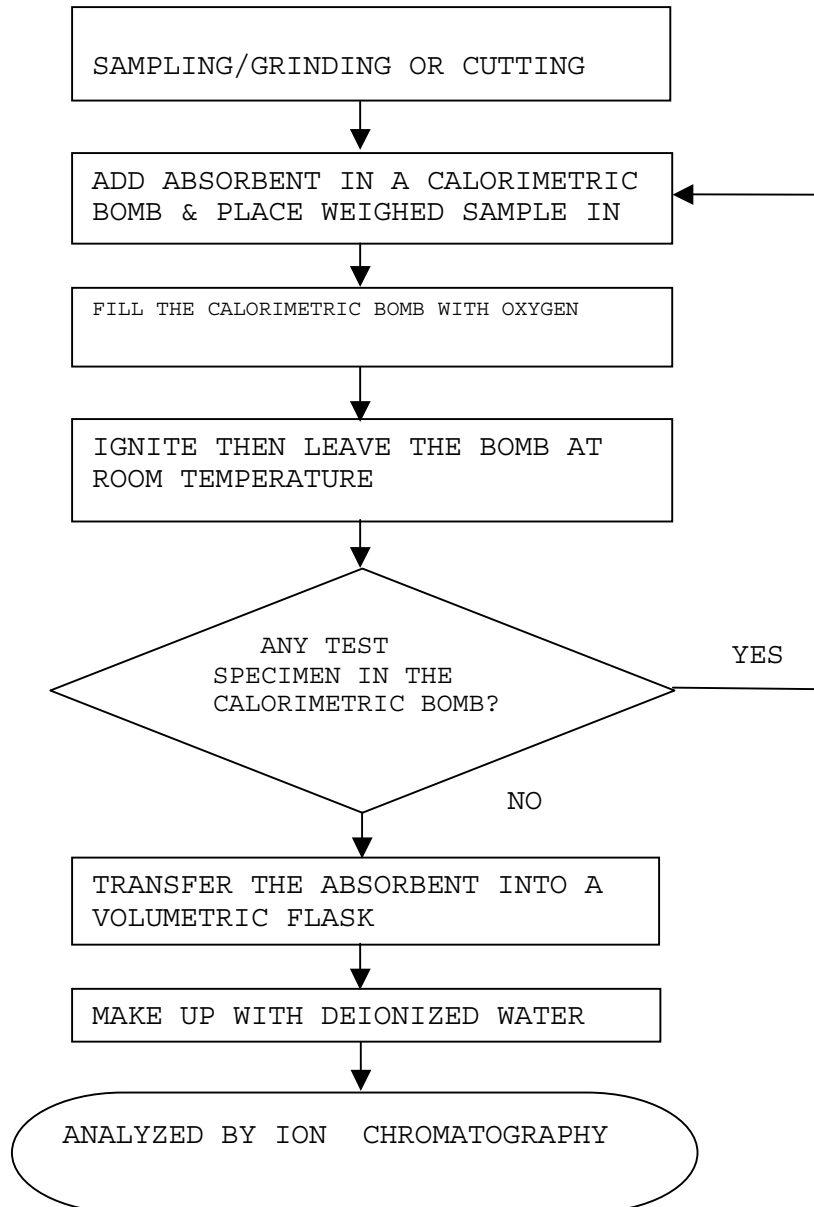 SAMPLING/GRINDING OR CUTTING
ADD ABSORBENT IN A CALORIMETRIC
BOMB & PLACE WEIGHED SAMPLE IN
FILL THE CALORIMETRIC BOMB WITH OXYGEN
IGNITE THEN LEAVE THE BOMB AT
ROOM TEMPERATURE
ANY TEST
SPECIMEN IN THE
CALORIMETRIC BOMB?
YES
NO
TRANSFER THE ABSORBENT INTO A
VOLUMETRIC FLASK
MAKE UP WITH DEIONIZED WATER
ANALYZED BY ION CHROMATOGRAPHY